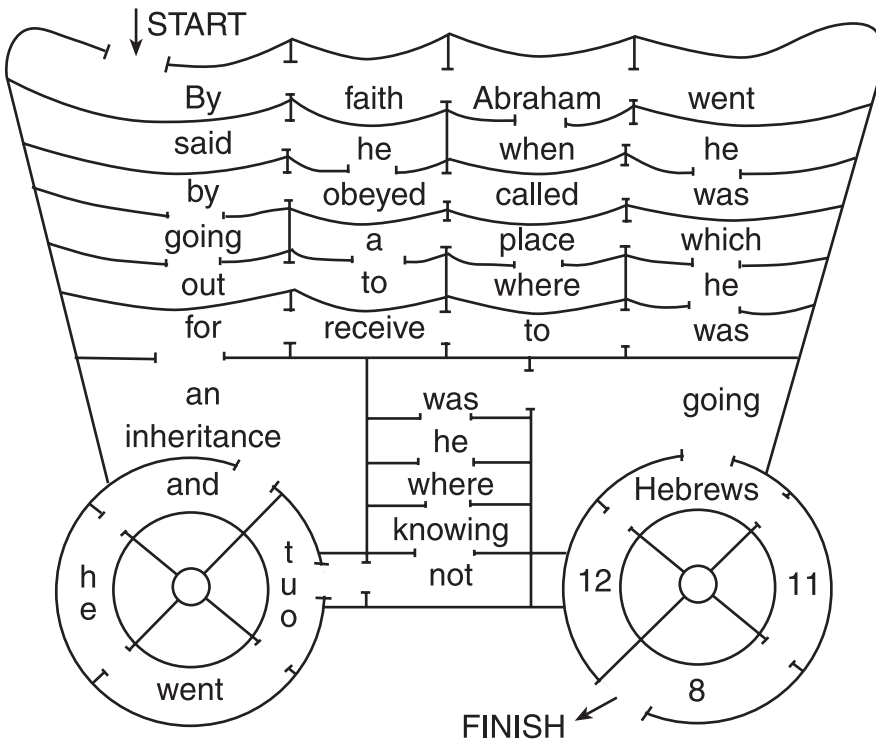 START
By faith Abraham went
said he when he
by obeyed called was
going a place which
out to where he
for receive to was
an was going
inheritance he
and where Hebrews
knowing
he tuo not 12 11
went 8
FINISH